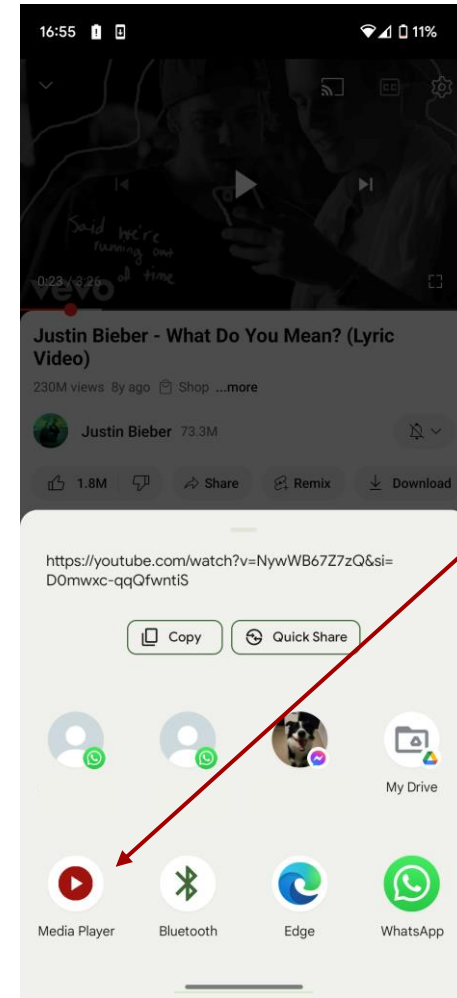 16:55
11%
CC
Said we're
running out
of time
0:23 / 3:26
vevo
Justin Bieber - What Do You Mean? (Lyric
Video)
230M views 8y ago Shop ...more
Justin Bieber 73.3M
1.8M Share Remix Download
https://youtube.com/watch?v=NywWB67Z7zQ&si=
D0mwxc-qqQfwntiS
Copy Quick Share
My Drive
Media Player Bluetooth Edge WhatsApp